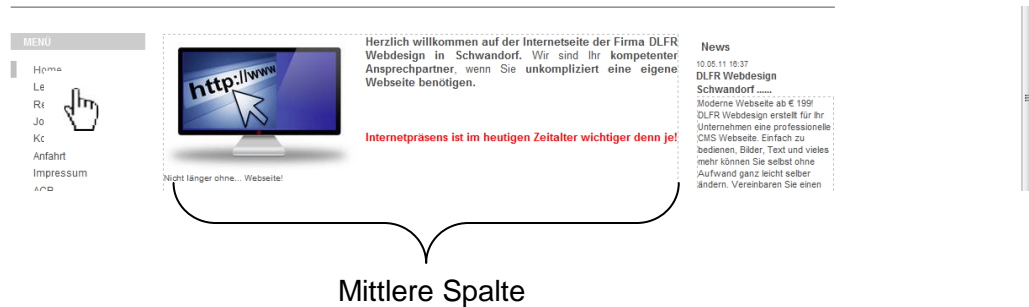 MENÜ
Home
Anfahrt
Impressum
AGB
http://www
Nicht länger ohne... Webseite!
Herzlich willkommen auf der Internetseite der Firma DLFR
Webdesign in Schwandorf. Wir sind Ihr kompetenter
Ansprechpartner, wenn Sie unkompliziert eine eigene
Webseite benötigen.
Internetpräsens ist im heutigen Zeitalter wichtiger denn je!
News
10.05.11 16:37
DLFR Webdesign
Schwandorf ......
Moderne Webseite ab € 199!
DLFR Webdesign erstellt für Ihr
Unternehmen eine professionelle
CMS Webseite. Einfach zu
bedienen, Bilder, Text und vieles
mehr können Sie selbst ohne
Aufwand ganz leicht selber
ändern. Vereinbaren Sie einen
Mittlere Spalte